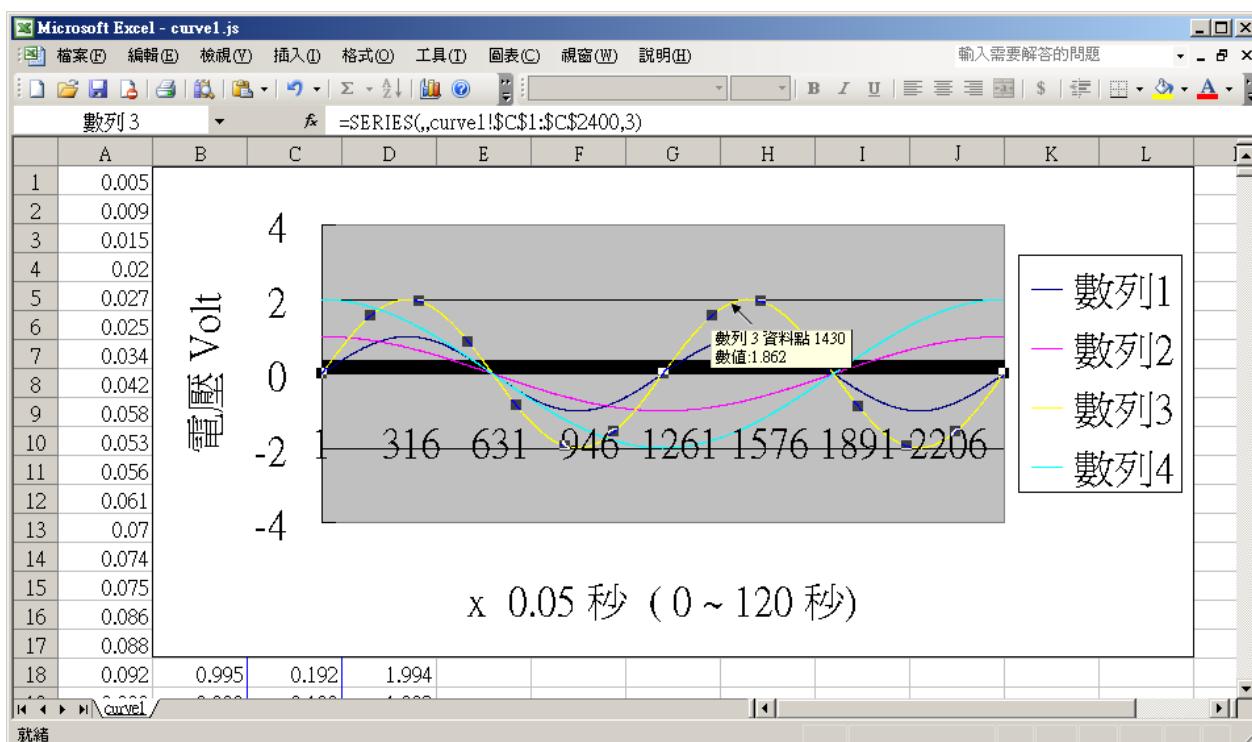 Microsoft Excel - curve1.js
檔案(F) 編輯(E) 檢視(V) 插入(I) 格式(O) 工具(T) 圖表(C) 視窗(W) 說明(H) 輸入需要解答的問題
數列 3 fx =SERIES(,,curve1!$C$1:$C$2400,3)
A B C D E F G H I J K L
1 0.005
2 0.009
3 0.015
4 0.02
5 0.027
6 0.025
7 0.034
8 0.042
9 0.058
10 0.053
11 0.056
12 0.061
13 0.07
14 0.074
15 0.075
16 0.086
17 0.088
18 0.092 0.995 0.192 1.994
電壓 Volt
4
2
0
-2
-4
1 316 631 946 1261 1576 1891 2206
數列 3 資料點 1430
數值:1.862
數列1
數列2
數列3
數列4
x 0.05 秒 ( 0 ~ 120 秒)
curve1
就緒